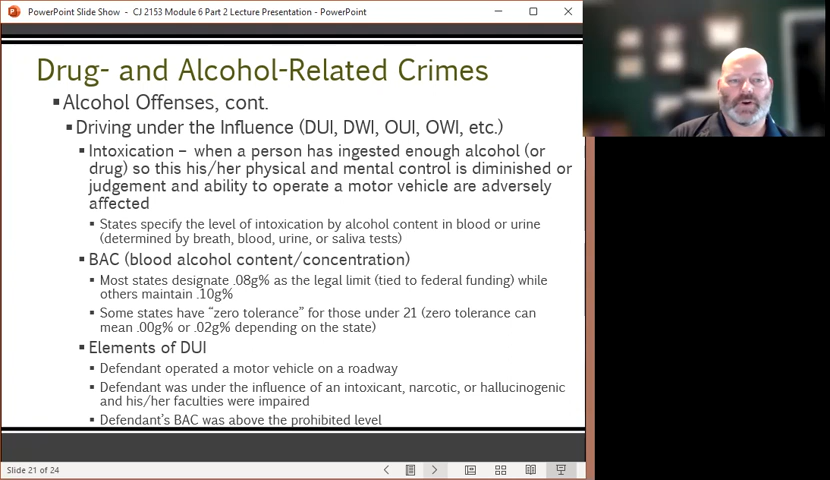 PowerPoint Slide Show - CJ 2153 Module 6 Part 2 Lecture Presentation - PowerPoint
Drug- and Alcohol-Related Crimes
▪Alcohol Offenses, cont.
▪Driving under the Influence (DUI, DWI, OUI, OWI, etc.)
▪Intoxication – when a person has ingested enough alcohol (or
drug) so this his/her physical and mental control is diminished or
judgement and ability to operate a motor vehicle are adversely
affected
▪States specify the level of intoxication by alcohol content in blood or urine
(determined by breath, blood, urine, or saliva tests)
▪BAC (blood alcohol content/concentration)
▪Most states designate .08g% as the legal limit (tied to federal funding) while
others maintain .10g%
▪Some states have “zero tolerance” for those under 21 (zero tolerance can
mean .00g% or .02g% depending on the state)
▪Elements of DUI
▪Defendant operated a motor vehicle on a roadway
▪Defendant was under the influence of an intoxicant, narcotic, or hallucinogenic
and his/her faculties were impaired
▪Defendant’s BAC was above the prohibited level
Slide 21 of 24